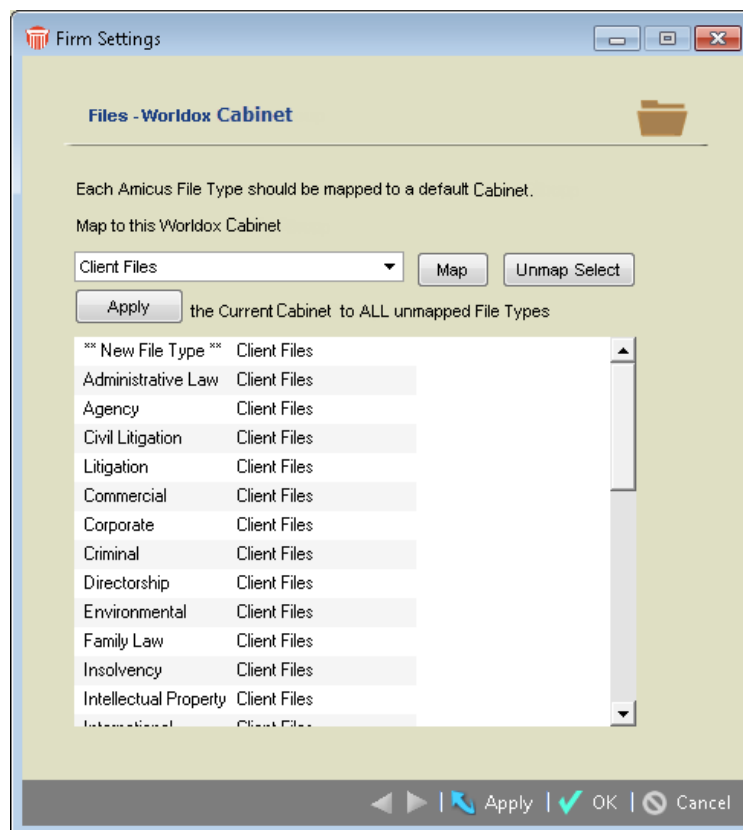 Firm Settings
Files - Worldox Cabinet
Each Amicus File Type should be mapped to a default Cabinet.
Map to this Worldox Cabinet
Client Files Map Unmap Select
Apply the Current Cabinet to ALL unmapped File Types
** New File Type ** Client Files
Administrative Law Client Files
Agency Client Files
Civil Litigation Client Files
Litigation Client Files
Commercial Client Files
Corporate Client Files
Criminal Client Files
Directorship Client Files
Environmental Client Files
Family Law Client Files
Insolvency Client Files
Intellectual Property Client Files
International Client Files
Apply OK Cancel